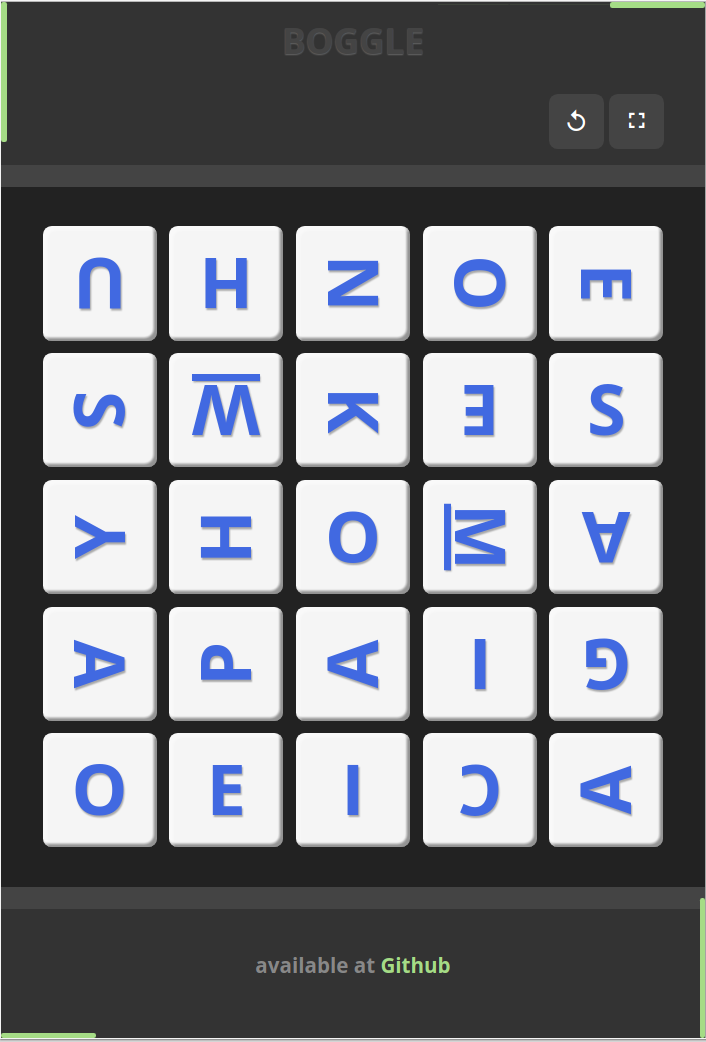 BOGGLE
U H N O E
S W K E S
Y H O M A
A P A I G
O E I C A
available at Github